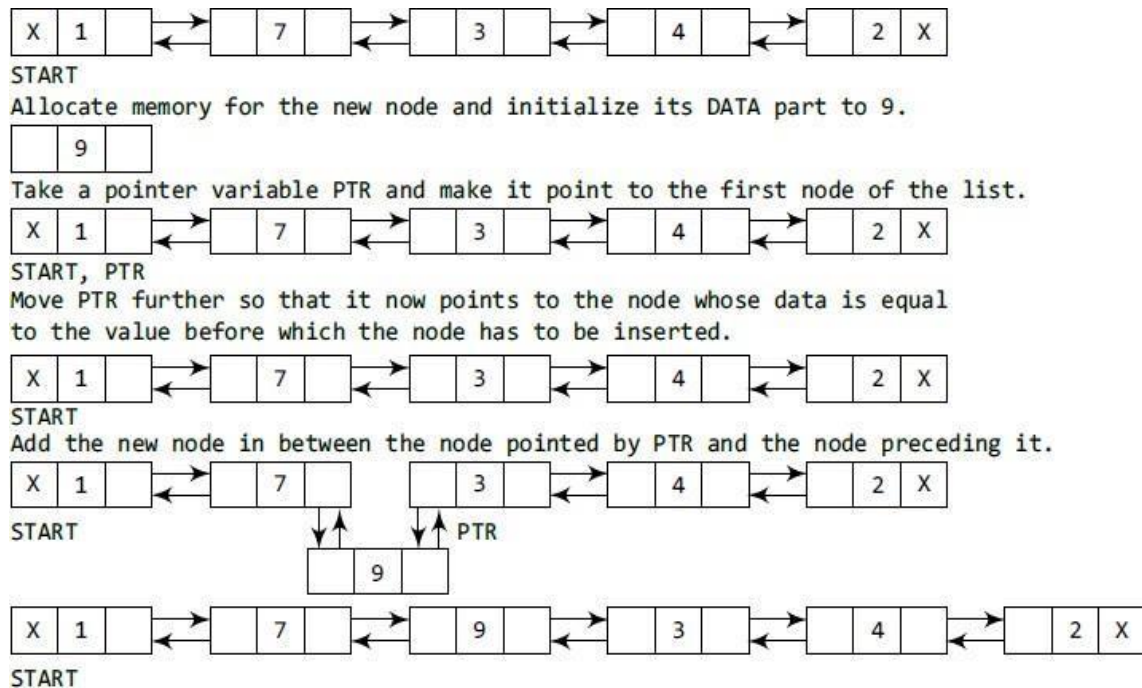 X 1 7 3 4 2 X
START
Allocate memory for the new node and initialize its DATA part to 9.
9
Take a pointer variable PTR and make it point to the first node of the list.
X 1 7 3 4 2 X
START, PTR
Move PTR further so that it now points to the node whose data is equal
to the value before which the node has to be inserted.
X 1 7 3 4 2 X
START
Add the new node in between the node pointed by PTR and the node preceding it.
X 1 7 3 4 2 X
START PTR
9
X 1 7 9 3 4 2 X
START